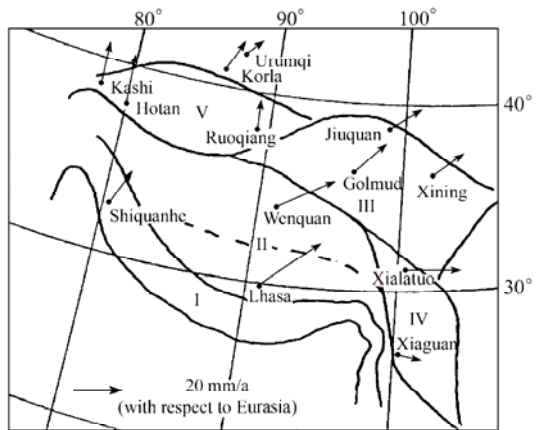 80° 90° 100°
Urumqi
Korla
Kashi
40°
Hotan
V
Ruoqiang
Jiuquan
Golmud
Xining
III
Shiquanhe
Wenquan
II
Xialatuo
30°
Lhasa
I
IV
Xiaguan
20 mm/a
(with respect to Eurasia)